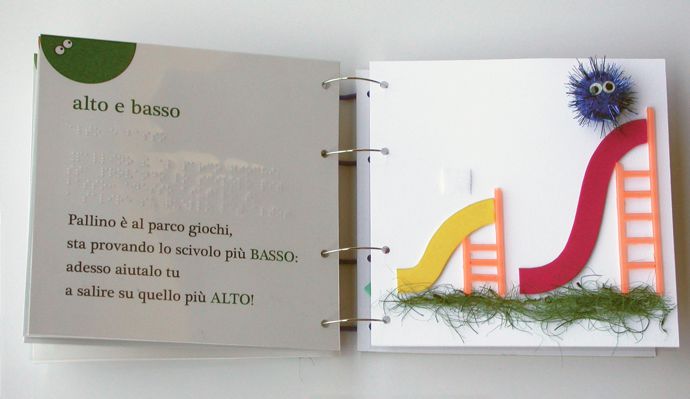 alto e basso
Pallino è al parco giochi,
sta provando lo scivolo più BASSO:
adesso aiutalo tu
a salire su quello più ALTO!